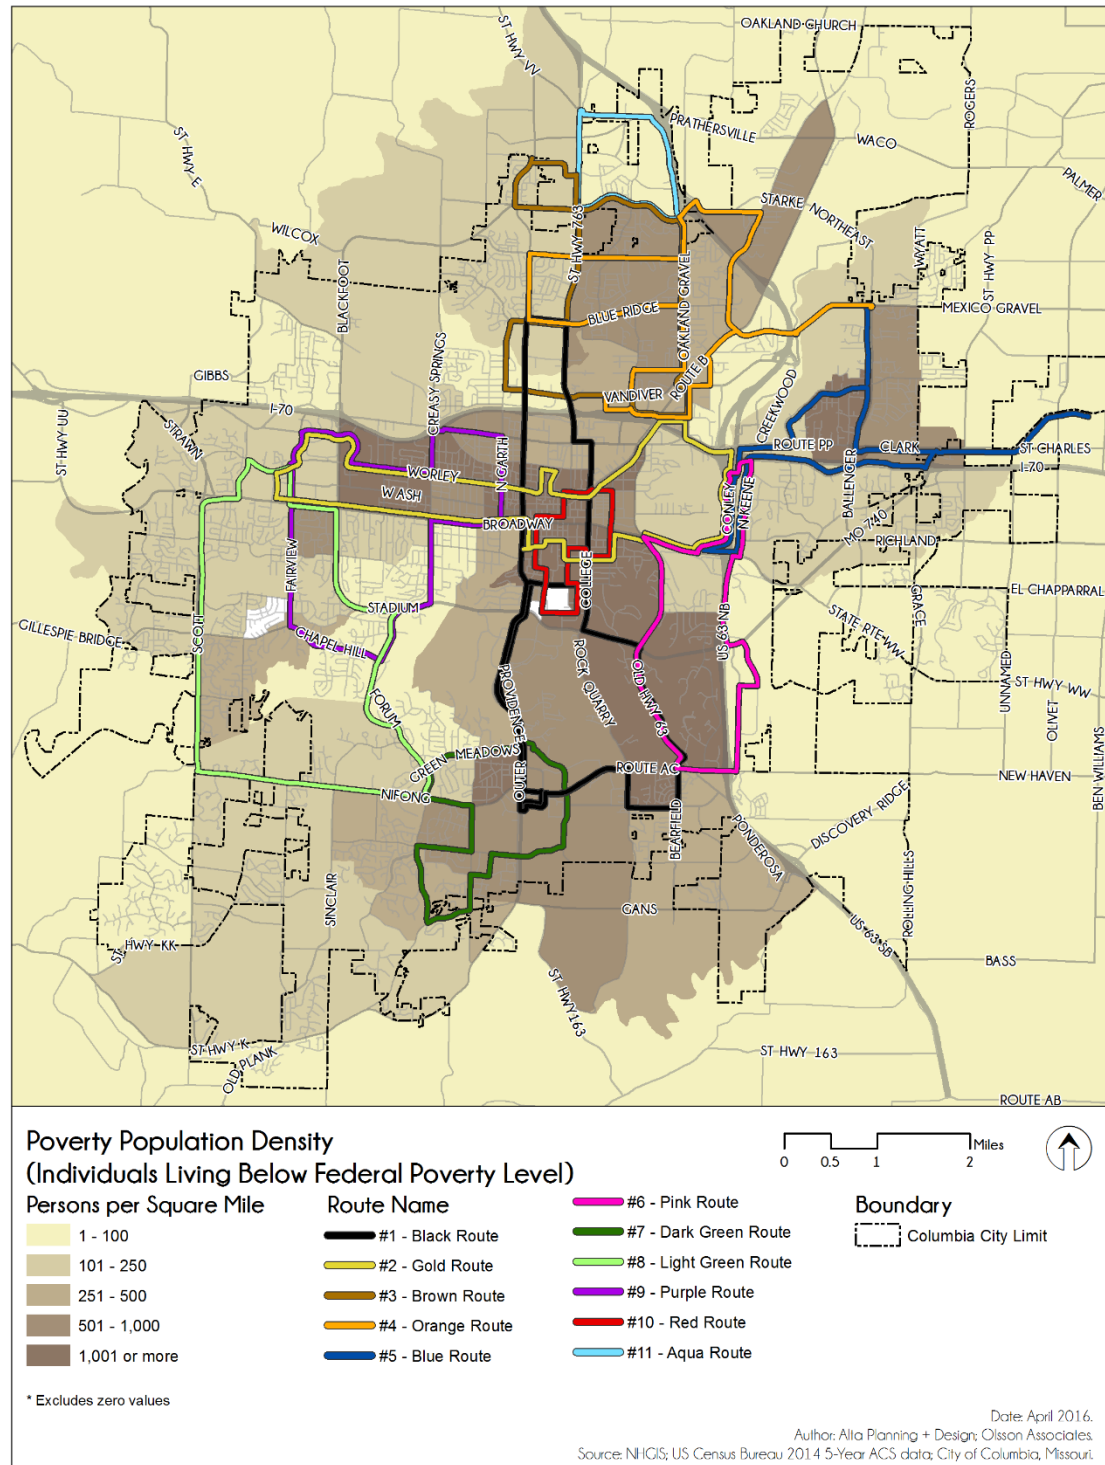 OAKLAND CHURCH
ST HWY VV
ROGERS
PRATHERSVILLE
WACO
ST HWY E
PALMER
STARKE NORTHEAST
WILCOX
ST HWY 763
WYATT
ST HWY PP
BLACKFOOT
OAKLAND GRAVEL
MEXICO GRAVEL
BLUE RIDGE
CREASY SPRINGS
GIBBS
ROUTE B
CREEKWOOD
VANDIVER
I-70
ST HWY UU
STRAWN
N GARTH
ROUTE PP
CLARK
ST CHARLES
I-70
WORLEY
WASH
CONLEY
N KEENE
BALLENGER
BROADWAY
MO 740
RICHLAND
FAIRVIEW
COLLEGE
GRACE
EL CHAPPARRAL
STADIUM
GILLESPIE BRIDGE
SCOTT
CHAPEL HILL
US 63 NB
STATE RTE WW
ROCK QUARRY
OLD HWY 63
UNNAMED
ST HWY WW
OLIVET
FORUM
PROVIDENCE
BEN WILLIAMS
GREEN MEADOWS
OUTER
ROUTE AC
NEW HAVEN
NIFONG
DISCOVERY RIDGE
BEARFIELD
PONDEROSA
SINCLAIR
GANS
ROLLING HILLS
US 63 SB
ST HWY KK
BASS
ST HWY 163
ST HWY K
OLD PLANK
ST HWY 163
ROUTE AB
Poverty Population Density
(Individuals Living Below Federal Poverty Level)
0 0.5 1 2 Miles
Persons per Square Mile
1 - 100
101 - 250
251 - 500
501 - 1,000
1,001 or more
Route Name
#1 - Black Route
#2 - Gold Route
#3 - Brown Route
#4 - Orange Route
#5 - Blue Route
#6 - Pink Route
#7 - Dark Green Route
#8 - Light Green Route
#9 - Purple Route
#10 - Red Route
#11 - Aqua Route
Boundary
Columbia City Limit
* Excludes zero values
Date: April 2016.
Author: Alta Planning + Design; Olsson Associates.
Source: NHGIS; US Census Bureau 2014 5-Year ACS data; City of Columbia, Missouri.